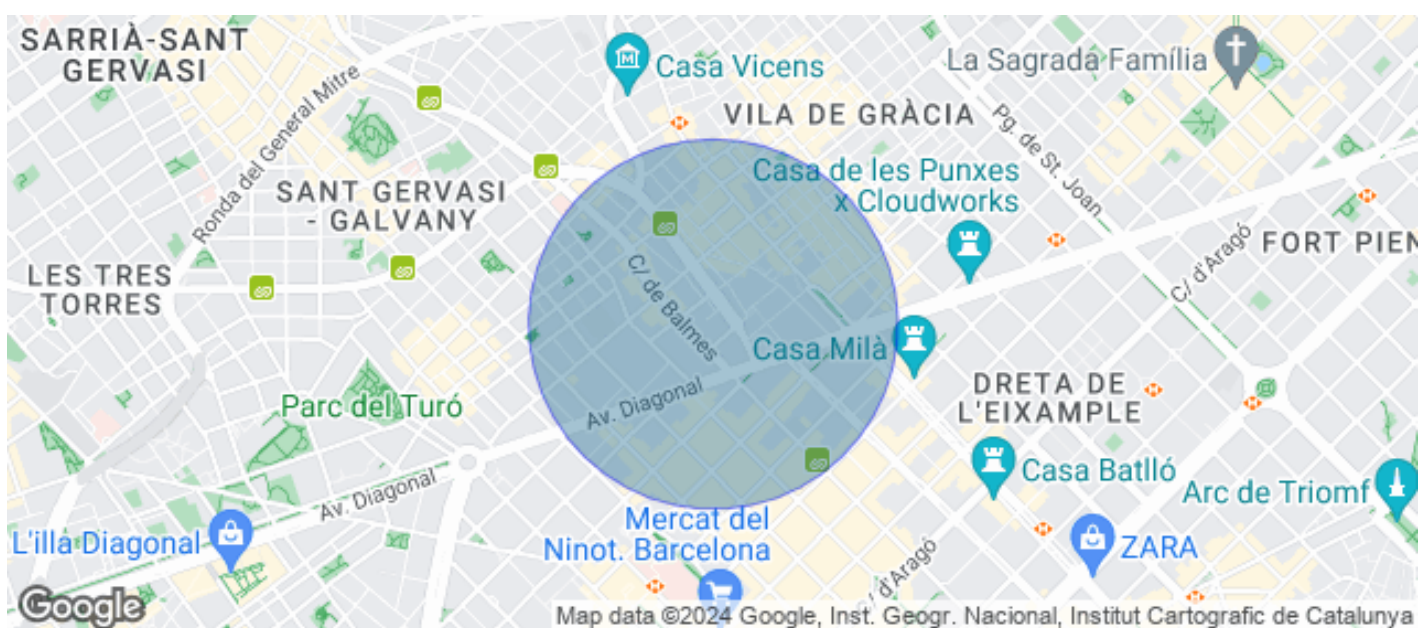 SARRIÀ-SANT
GERVASI
Casa Vicens
La Sagrada Família
VILA DE GRÀCIA
Ronda del General Mitre
Pg. de St. Joan
Casa de les Punxes
x Cloudworks
SANT GERVASI
- GALVANY
C/ d'Aragó
FORT PIEN
LES TRES
TORRES
C/ de Balmes
Casa Milà
DRETA DE
L'EIXAMPLE
Parc del Turó
Av. Diagonal
Casa Batlló
Av. Diagonal
Arc de Triomf
L'illa Diagonal
Mercat del
Ninot. Barcelona
C/ d'Aragó
ZARA
Google
Map data ©2024 Google, Inst. Geogr. Nacional, Institut Cartografic de Catalunya